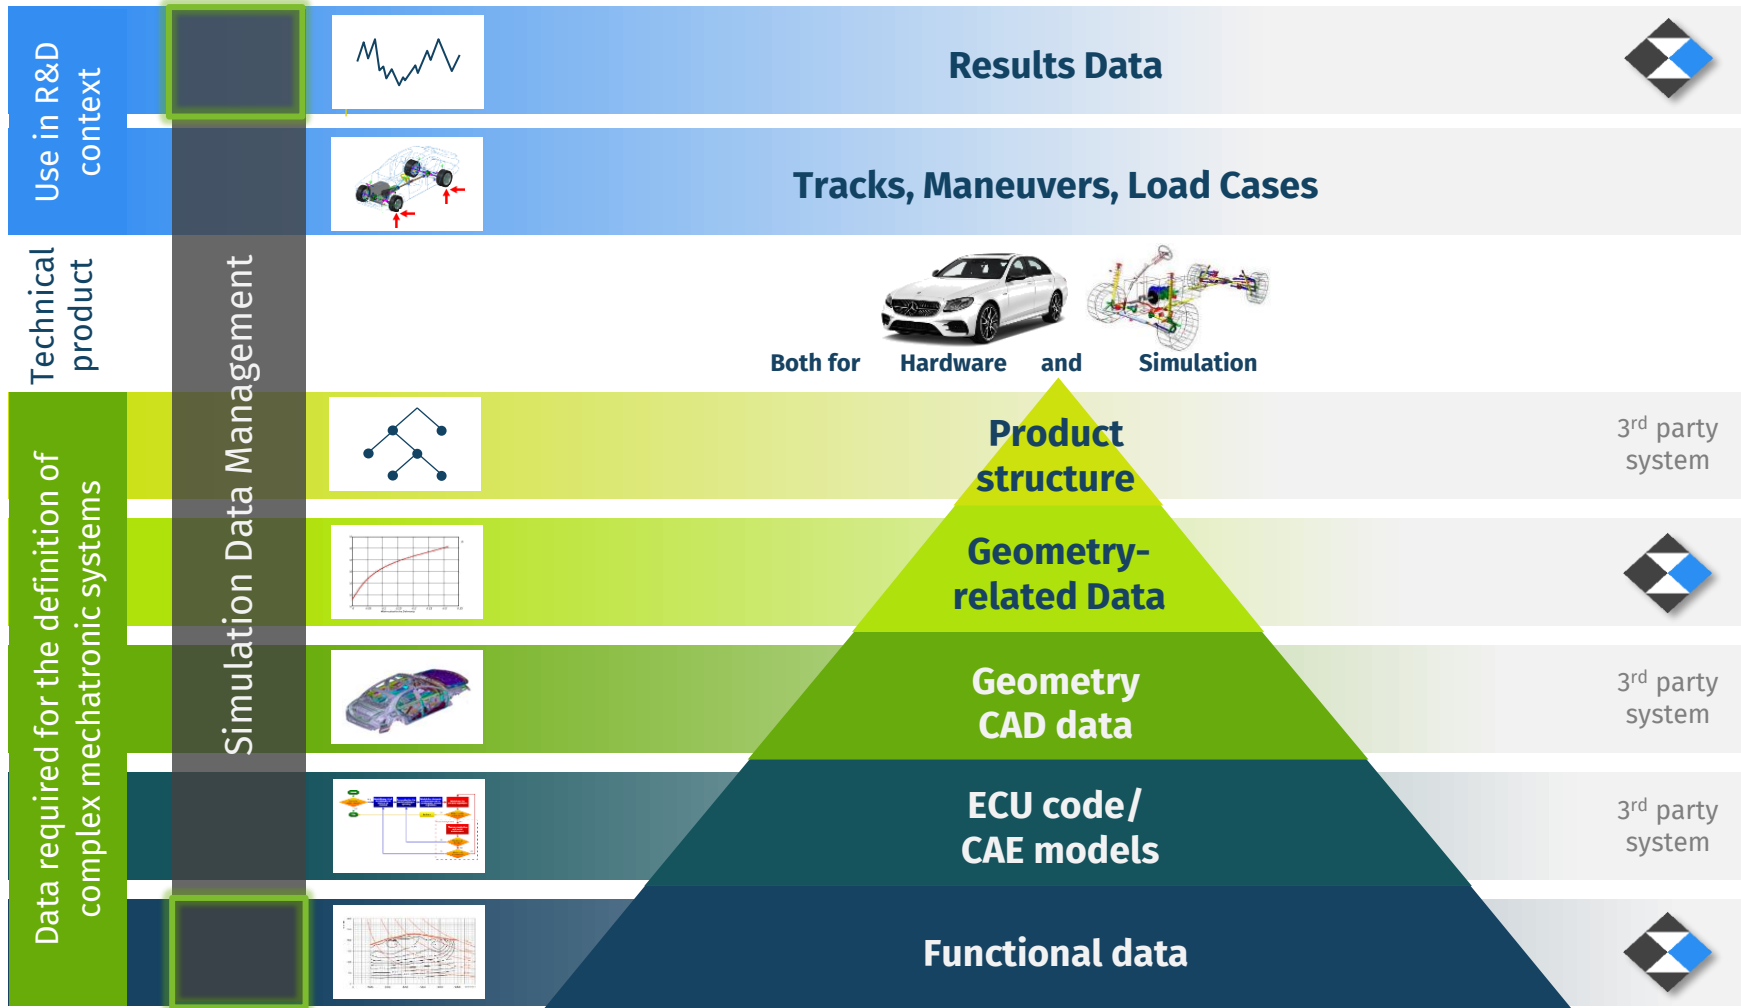 Use in R&D
context
Results Data
Tracks, Maneuvers, Load Cases
Technical
product
Simulation Data Management
Both for Hardware and Simulation
Data required for the definition of
complex mechatronic systems
Product
structure
3rd party
system
Geometry-
related Data
Geometry
CAD data
3rd party
system
ECU code/
CAE models
3rd party
system
Functional data